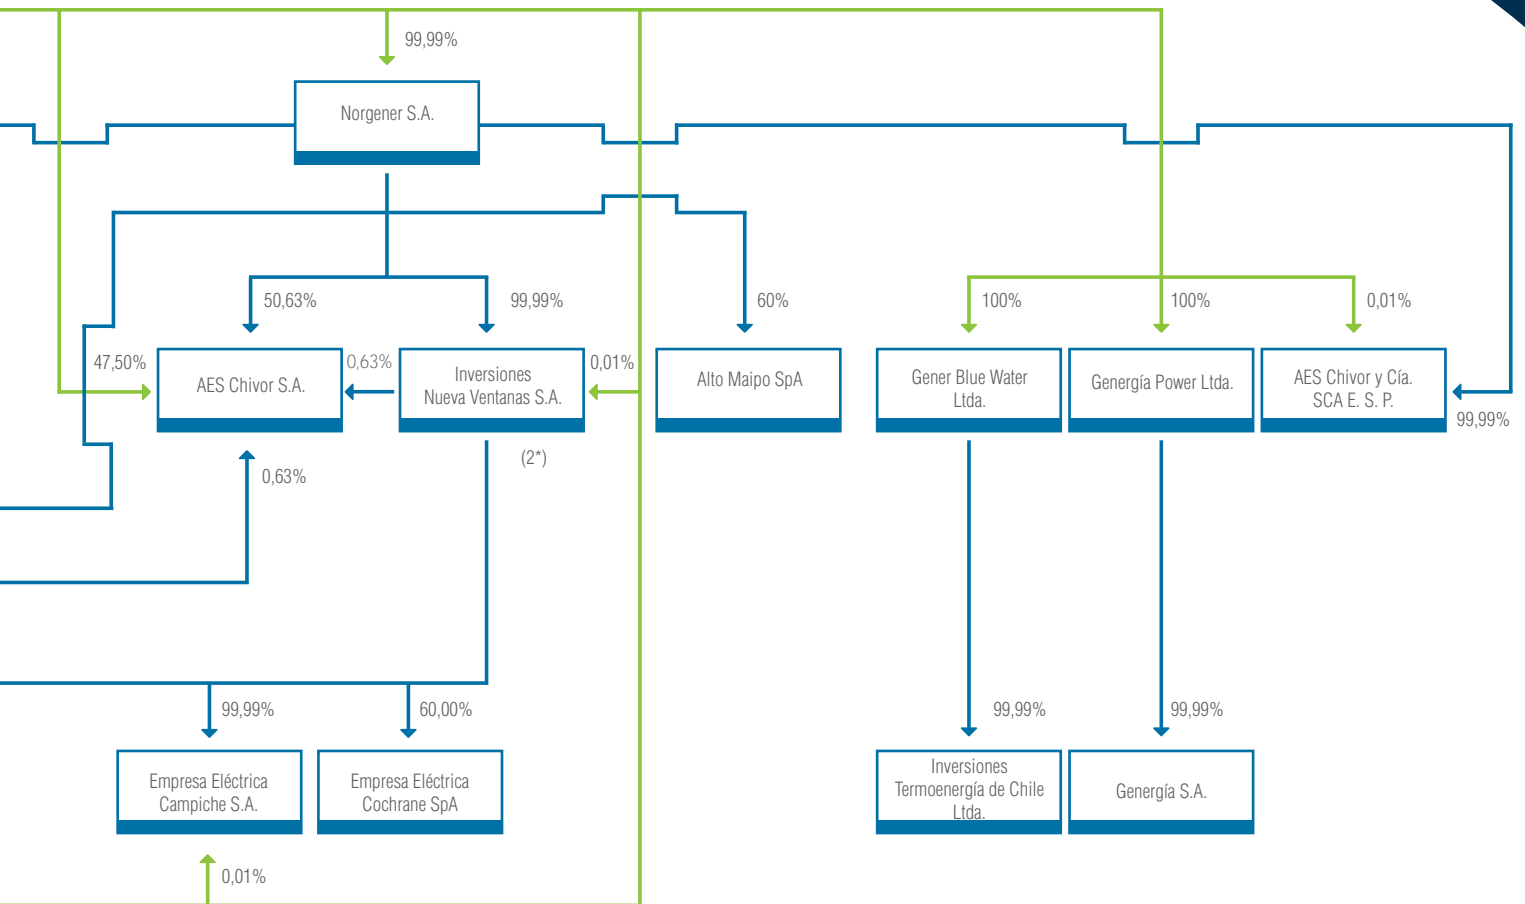 99,99%
Norgener S.A.
50,63%
99,99%
60%
100%
100%
0,01%
47,50%
AES Chivor S.A.
0,63%
Inversiones
Nueva Ventanas S.A.
0,01%
Alto Maipo SpA
Gener Blue Water
Ltda.
Genergía Power Ltda.
AES Chivor y Cía.
SCA E. S. P.
99,99%
(2*)
0,63%
99,99%
60,00%
99,99%
99,99%
Empresa Eléctrica
Campiche S.A.
Empresa Eléctrica
Cochrane SpA
Inversiones
Termoenergía de Chile
Ltda.
Genergía S.A.
0,01%